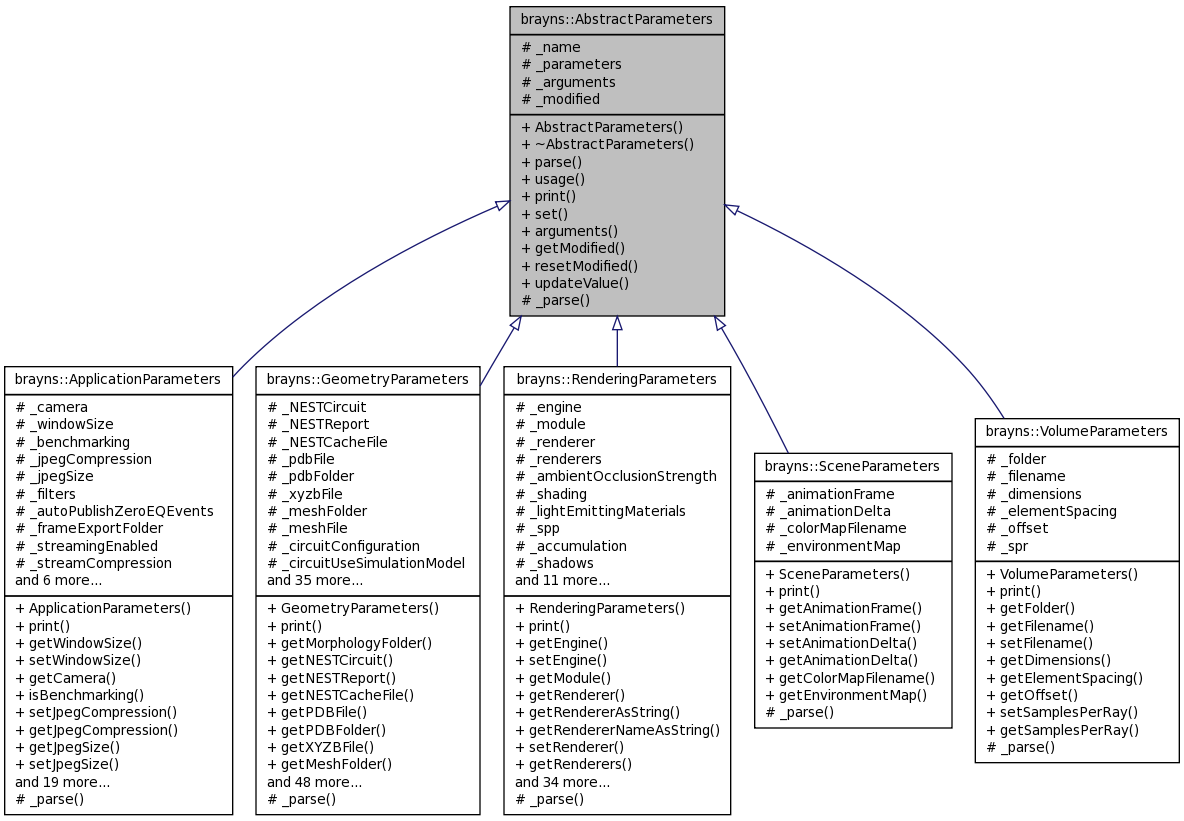 brayns::AbstractParameters
# _name
# _parameters
# _arguments
# _modified
+ AbstractParameters()
+ ~AbstractParameters()
+ parse()
+ usage()
+ print()
+ set()
+ arguments()
+ getModified()
+ resetModified()
+ updateValue()
# _parse()
brayns::ApplicationParameters
# _camera
# _windowSize
# _benchmarking
# _jpegCompression
# _jpegSize
# _filters
# _autoPublishZeroEQEvents
# _frameExportFolder
# _streamingEnabled
# _streamCompression
and 6 more...
+ ApplicationParameters()
+ print()
+ getWindowSize()
+ setWindowSize()
+ getCamera()
+ isBenchmarking()
+ setJpegCompression()
+ getJpegCompression()
+ getJpegSize()
+ setJpegSize()
and 19 more...
# _parse()
brayns::GeometryParameters
# _NESTCircuit
# _NESTReport
# _NESTCacheFile
# _pdbFile
# _pdbFolder
# _xyzbFile
# _meshFolder
# _meshFile
# _circuitConfiguration
# _circuitUseSimulationModel
and 35 more...
+ GeometryParameters()
+ print()
+ getMorphologyFolder()
+ getNESTCircuit()
+ getNESTReport()
+ getNESTCacheFile()
+ getPDBFile()
+ getPDBFolder()
+ getXYZBFile()
+ getMeshFolder()
and 48 more...
# _parse()
brayns::RenderingParameters
# _engine
# _module
# _renderer
# _renderers
# _ambientOcclusionStrength
# _shading
# _lightEmittingMaterials
# _spp
# _accumulation
# _shadows
and 11 more...
+ RenderingParameters()
+ print()
+ getEngine()
+ setEngine()
+ getModule()
+ getRenderer()
+ getRendererAsString()
+ getRendererNameAsString()
+ setRenderer()
+ getRenderers()
and 34 more...
# _parse()
brayns::SceneParameters
# _animationFrame
# _animationDelta
# _colorMapFilename
# _environmentMap
+ SceneParameters()
+ print()
+ getAnimationFrame()
+ setAnimationFrame()
+ setAnimationDelta()
+ getAnimationDelta()
+ getColorMapFilename()
+ getEnvironmentMap()
# _parse()
brayns::VolumeParameters
# _folder
# _filename
# _dimensions
# _elementSpacing
# _offset
# _spr
+ VolumeParameters()
+ print()
+ getFolder()
+ getFilename()
+ setFilename()
+ getDimensions()
+ getElementSpacing()
+ getOffset()
+ setSamplesPerRay()
+ getSamplesPerRay()
# _parse()